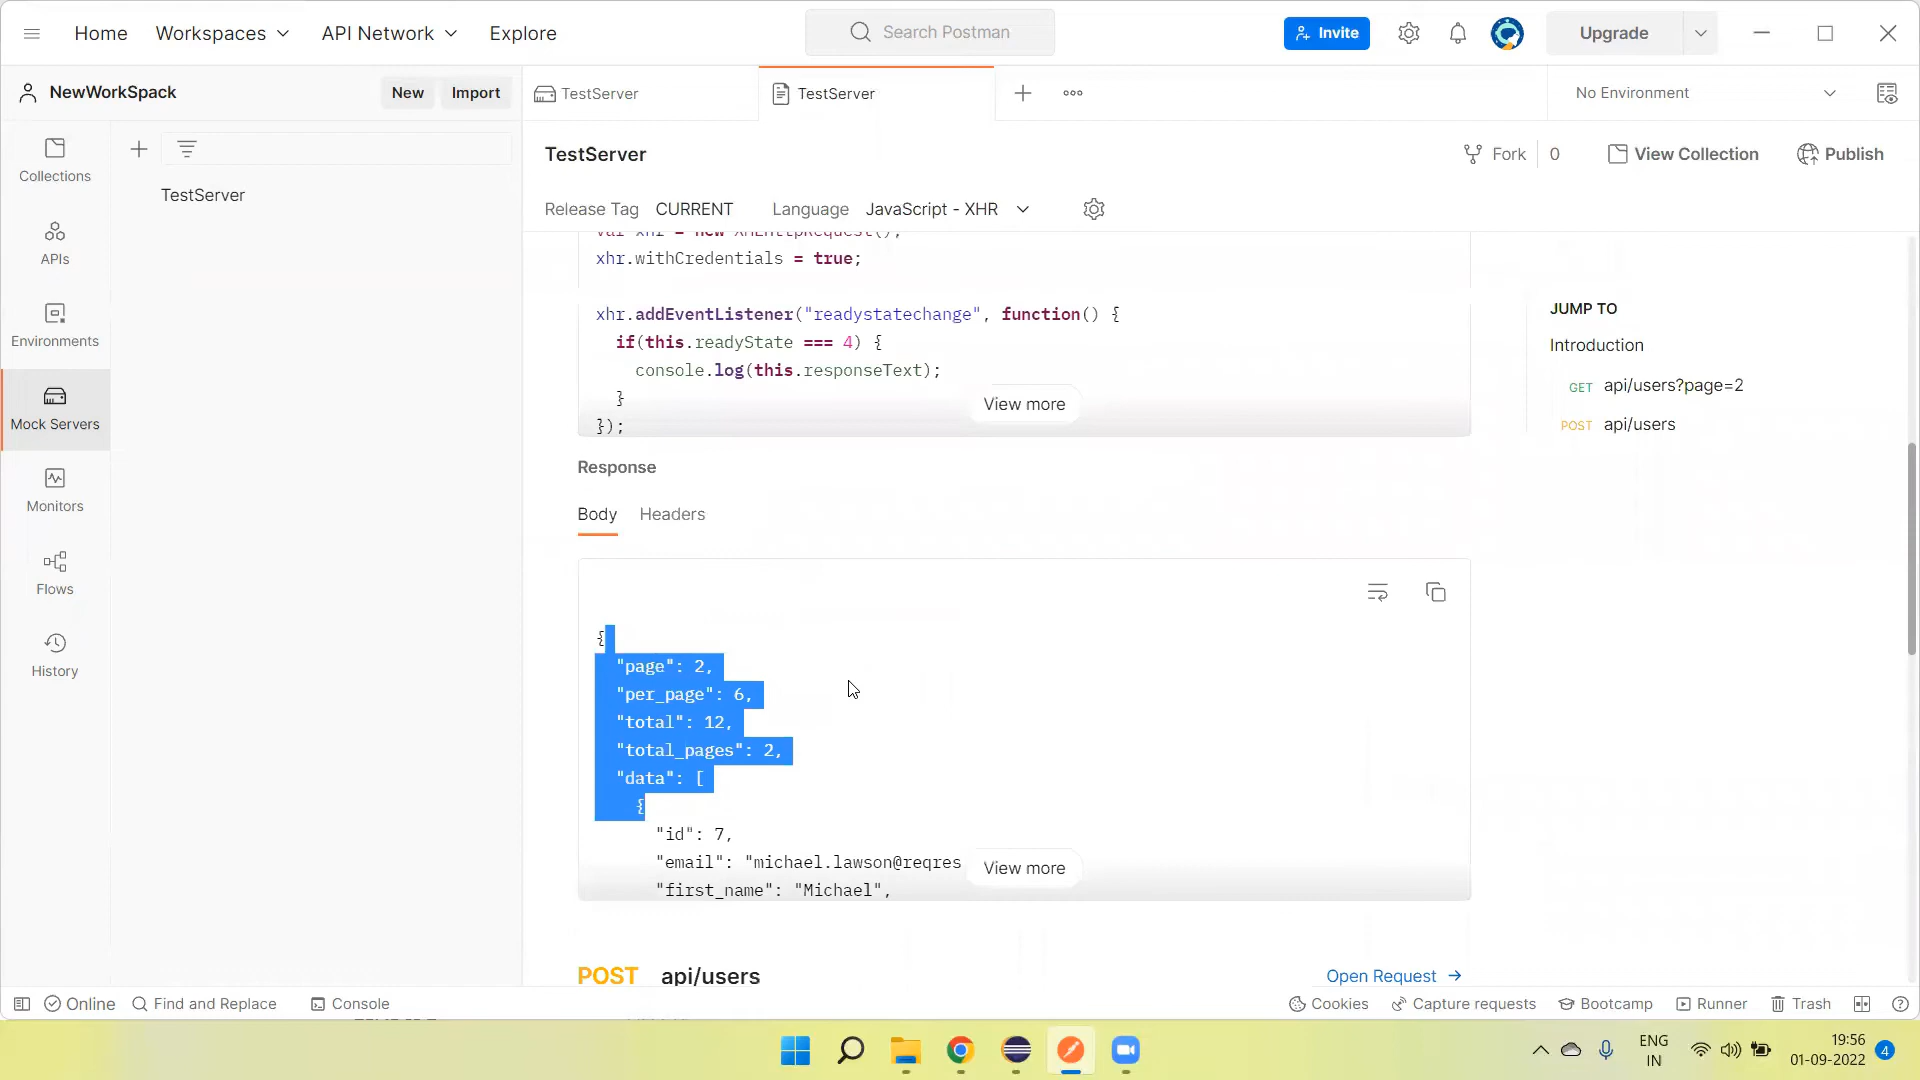 Home
Workspaces
API Network
Explore
Search Postman
Invite
Upgrade
NewWorkSpack
New
Import
TestServer
TestServer
No Environment
Collections
APIs
Environments
Mock Servers
Monitors
Flows
History
TestServer
TestServer
Fork 0
View Collection
Publish
Release Tag CURRENT
Language JavaScript - XHR
var xhr = new XMLHttpRequest();
xhr.withCredentials = true;
xhr.addEventListener("readystatechange", function() {
if(this.readyState === 4) {
console.log(this.responseText);
}
});
View more
JUMP TO
Introduction
GET api/users?page=2
POST api/users
Response
Body
Headers
{
"page": 2,
"per_page": 6,
"total": 12,
"total_pages": 2,
"data": [
{
"id": 7,
"email": "michael.lawson@reqres
"first_name": "Michael",
View more
POST api/users
Open Request →
Online
Find and Replace
Console
Cookies
Capture requests
Bootcamp
Runner
Trash
ENG
IN
19:56
01-09-2022
4